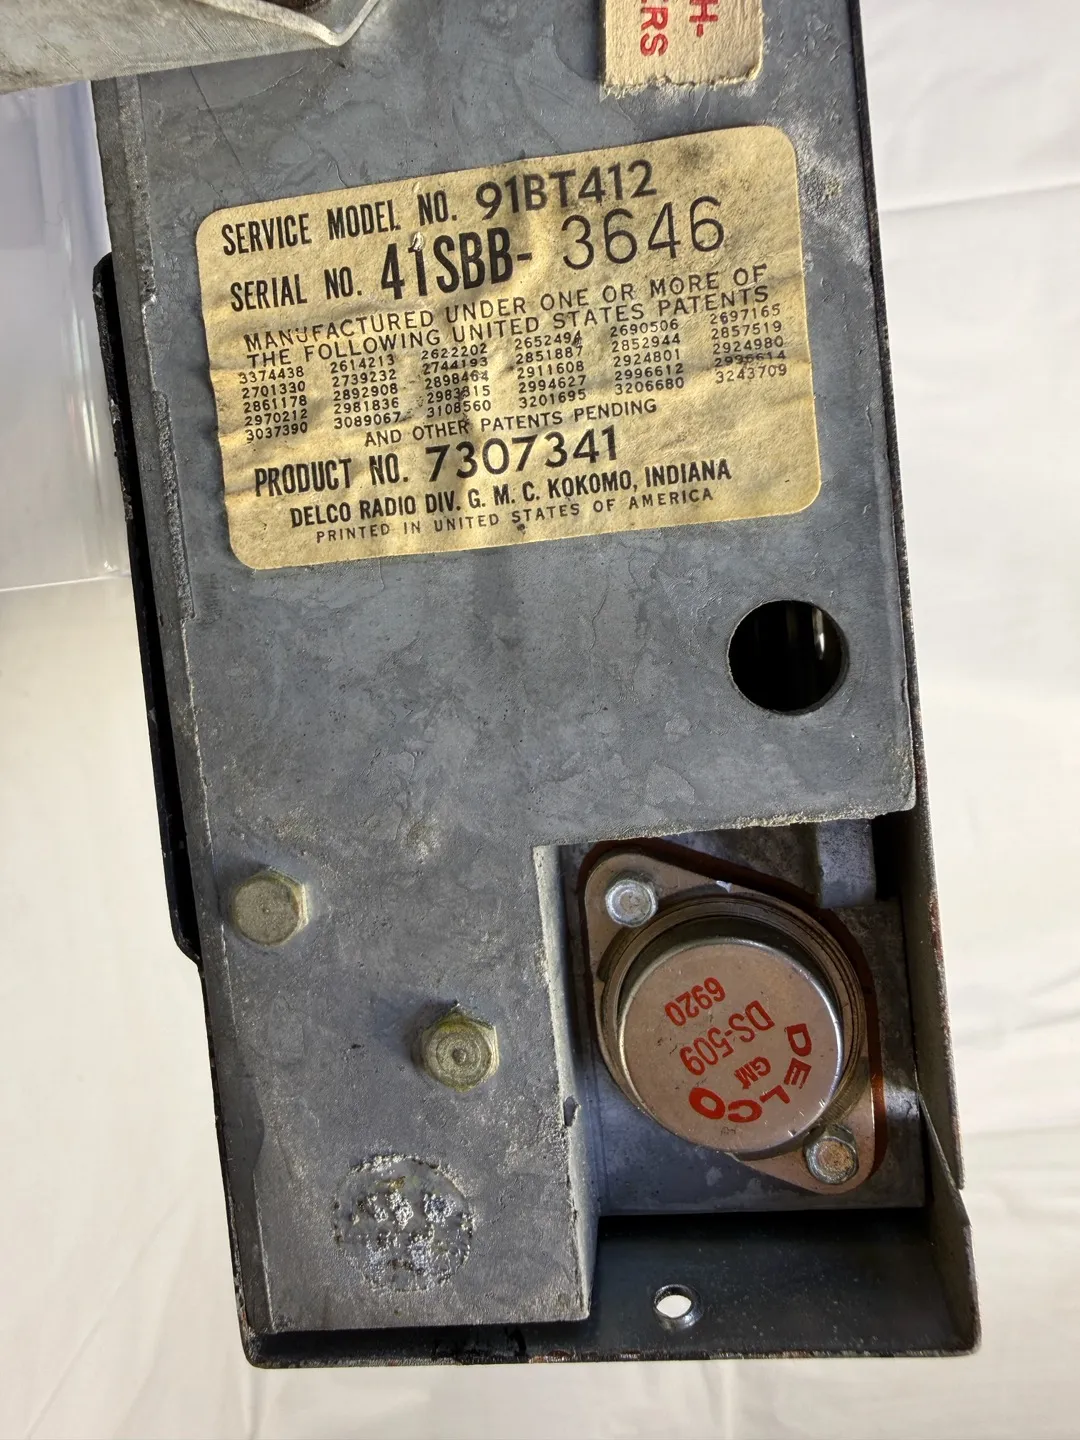 H-
ERS
SERVICE MODEL NO. 91BT412
SERIAL NO. 41SBB- 3646
MANUFACTURED UNDER ONE OR MORE OF
THE FOLLOWING UNITED STATES PATENTS
3374438 2614213 2622202 2652494 2690506 2697165
2701330 2739232 2744193 2851887 2852944 2857519
2861178 2892908 2898464 2911608 2924801 2924980
2970212 2981836 2983815 2994627 2996612 2996614
3037390 3089067 3108560 3201695 3206680 3243709
AND OTHER PATENTS PENDING
PRODUCT NO. 7307341
DELCO RADIO DIV. G. M. C. KOKOMO, INDIANA
PRINTED IN UNITED STATES OF AMERICA
DELCO
GM
DS-509
6920